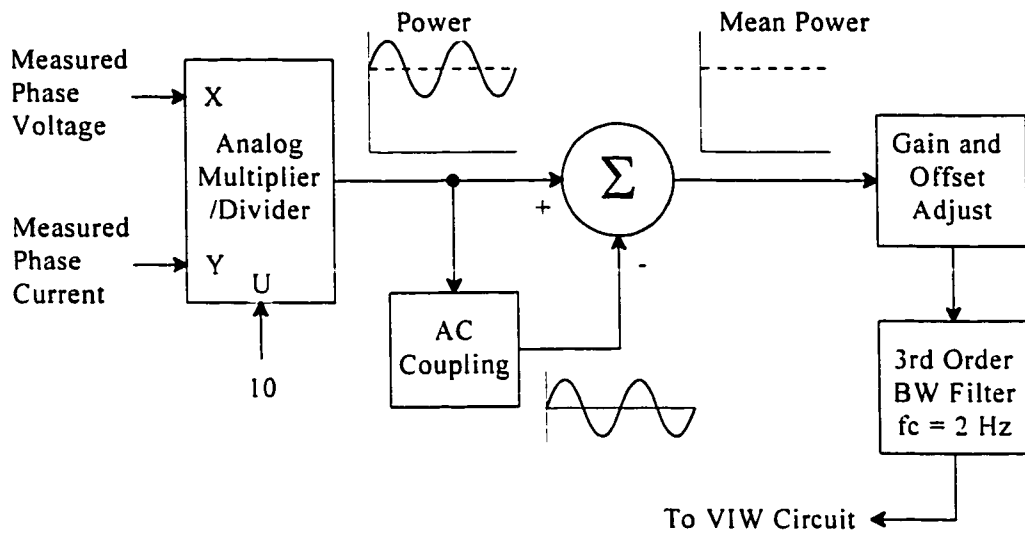 Power
Mean Power
Measured
Phase
Voltage
X
Analog
Multiplier
/Divider
Measured
Phase
Current
Y
U
10
+
Σ
-
AC
Coupling
Gain and
Offset
Adjust
3rd Order
BW Filter
fc = 2 Hz
To VIW Circuit